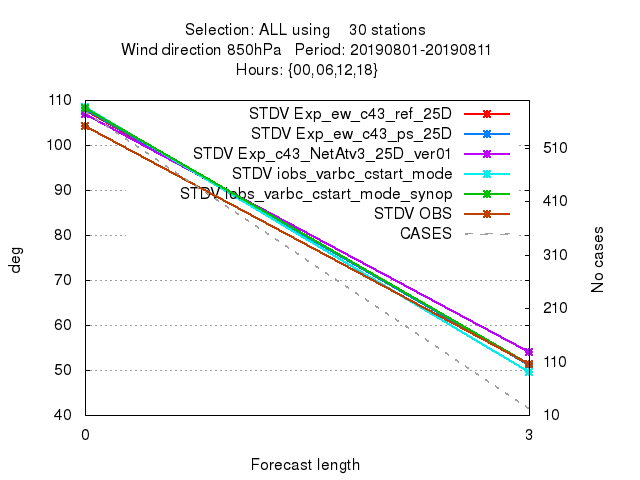 Selection: ALL using    30 stations
Wind direction 850hPa   Period: 20190801-20190811
Hours: {00,06,12,18}
110
100
90
80
70
60
50
40
deg
STDV Exp_ew_c43_ref_25D
STDV Exp_ew_c43_ps_25D
STDV Exp_c43_NetAtv3_25D_ver01
STDV iobs_varbc_cstart_mode
STDV iobs_varbc_cstart_mode_synop
STDV OBS
CASES
510
410
310
210
110
10
No cases
0
3
Forecast length